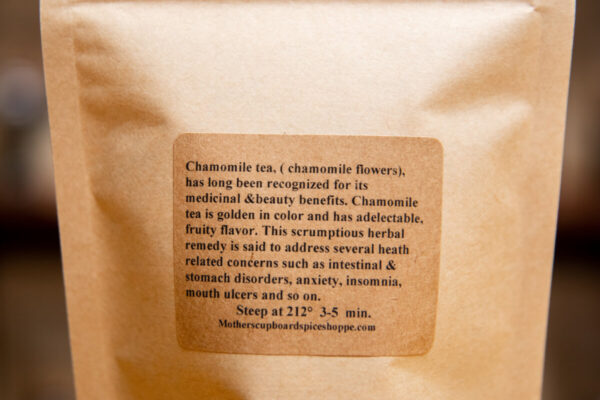 Chamomile tea, ( chamomile flowers),
has long been recognized for its
medicinal &beauty benefits. Chamomile
tea is golden in color and has adelectable,
fruity flavor. This scrumptious herbal
remedy is said to address several heath
related concerns such as intestinal &
stomach disorders, anxiety, insomnia,
mouth ulcers and so on.
Steep at 212° 3-5 min.
Motherscupboardspiceshoppe.com